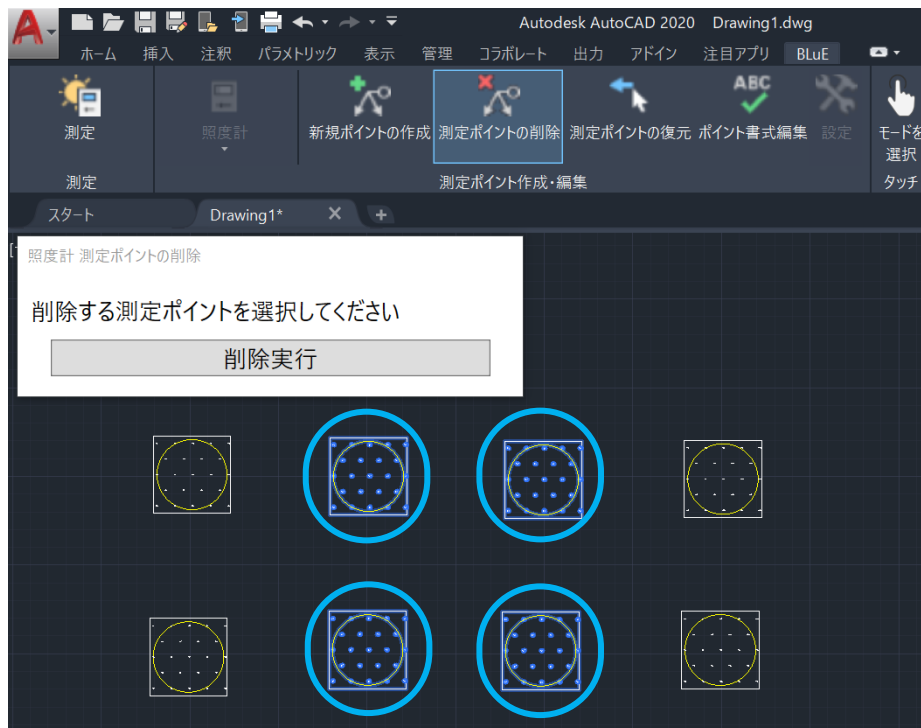 Autodesk AutoCAD 2020 Drawing1.dwg
ホーム 挿入 注釈 パラメトリック 表示 管理 コラボレート 出力 アドイン 注目アプリ BLuE
測定 照度計 新規ポイントの作成 測定ポイントの削除 測定ポイントの復元 ABC ポイント書式編集 設定 モードを
選択
測定 測定ポイント作成・編集 タッチ
スタート Drawing1*
照度計 測定ポイントの削除
削除する測定ポイントを選択してください
削除実行